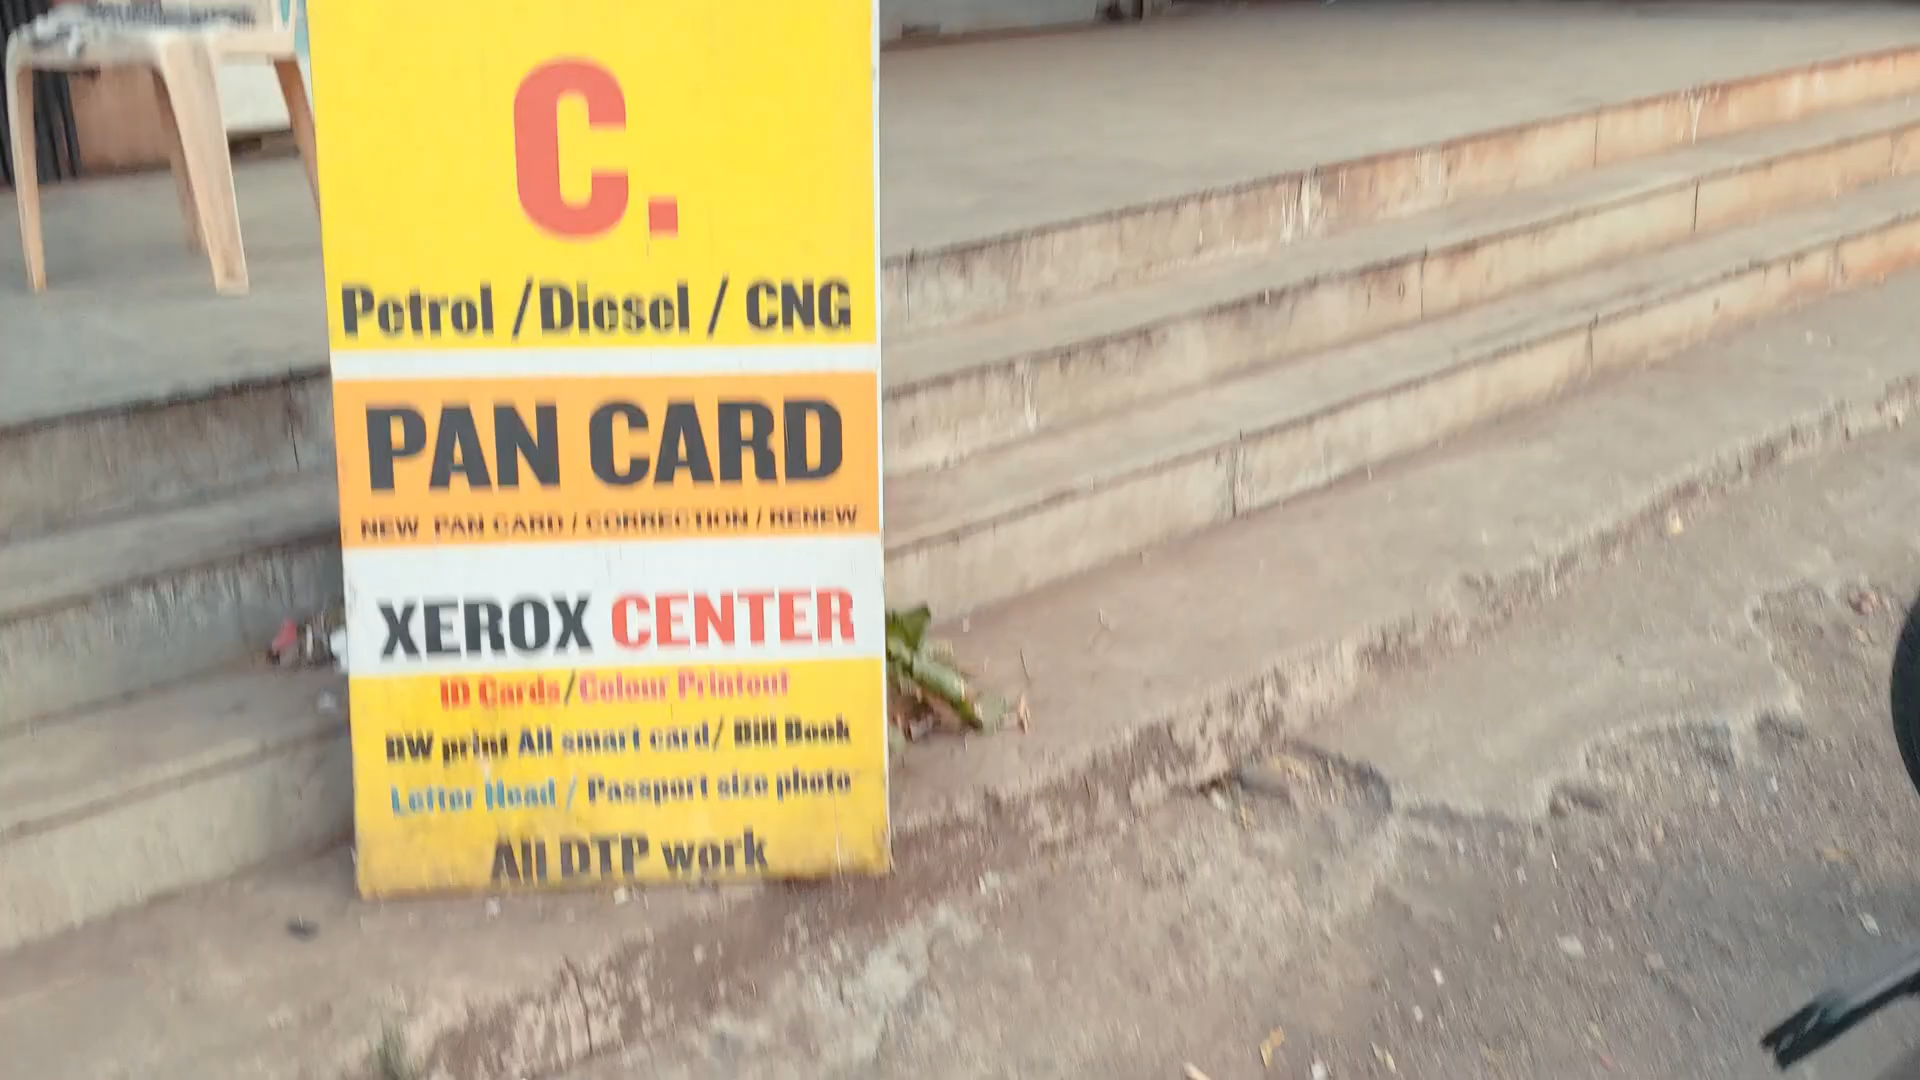 C.
Petrol / Diesel / CNG
PAN CARD
NEW PAN CARD / CORRECTION / RENEW
XEROX CENTER
ID Cards/Colour Printout
BW print All smart card/ Bill Book
Letter Head / Passport size photo
All DTP work